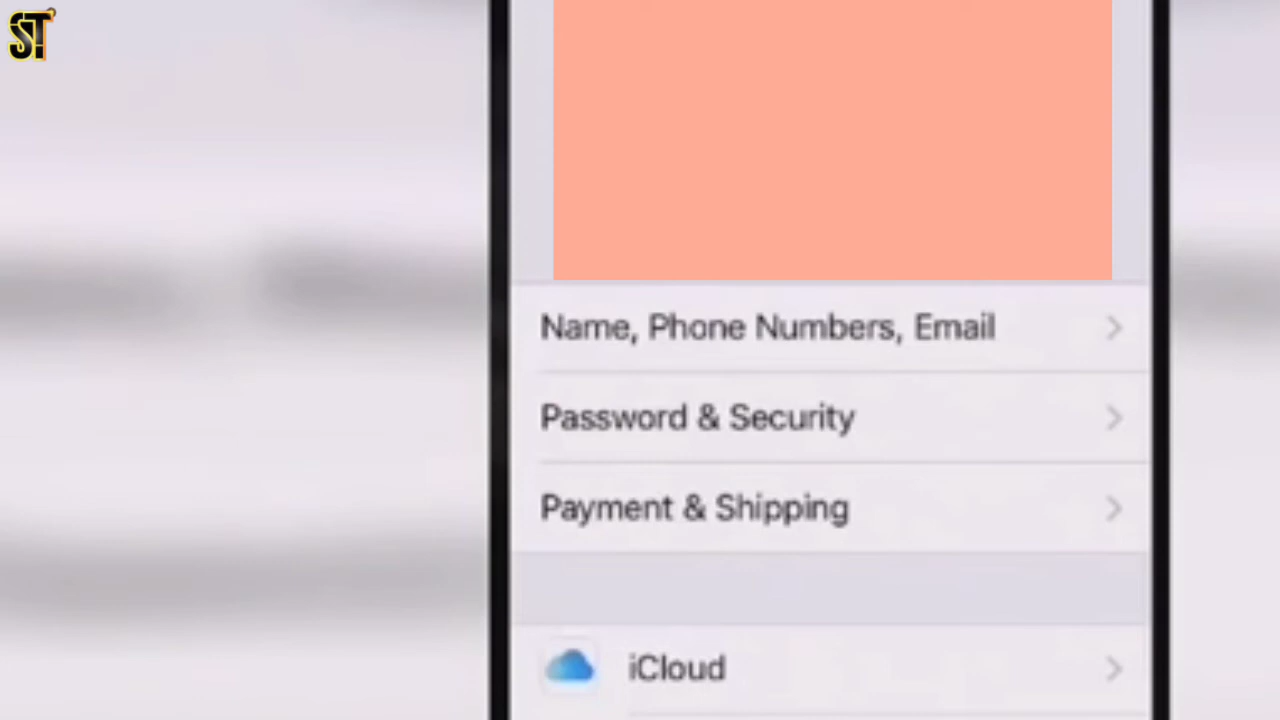 ST
Name, Phone Numbers, Email
Password & Security
Payment & Shipping
iCloud